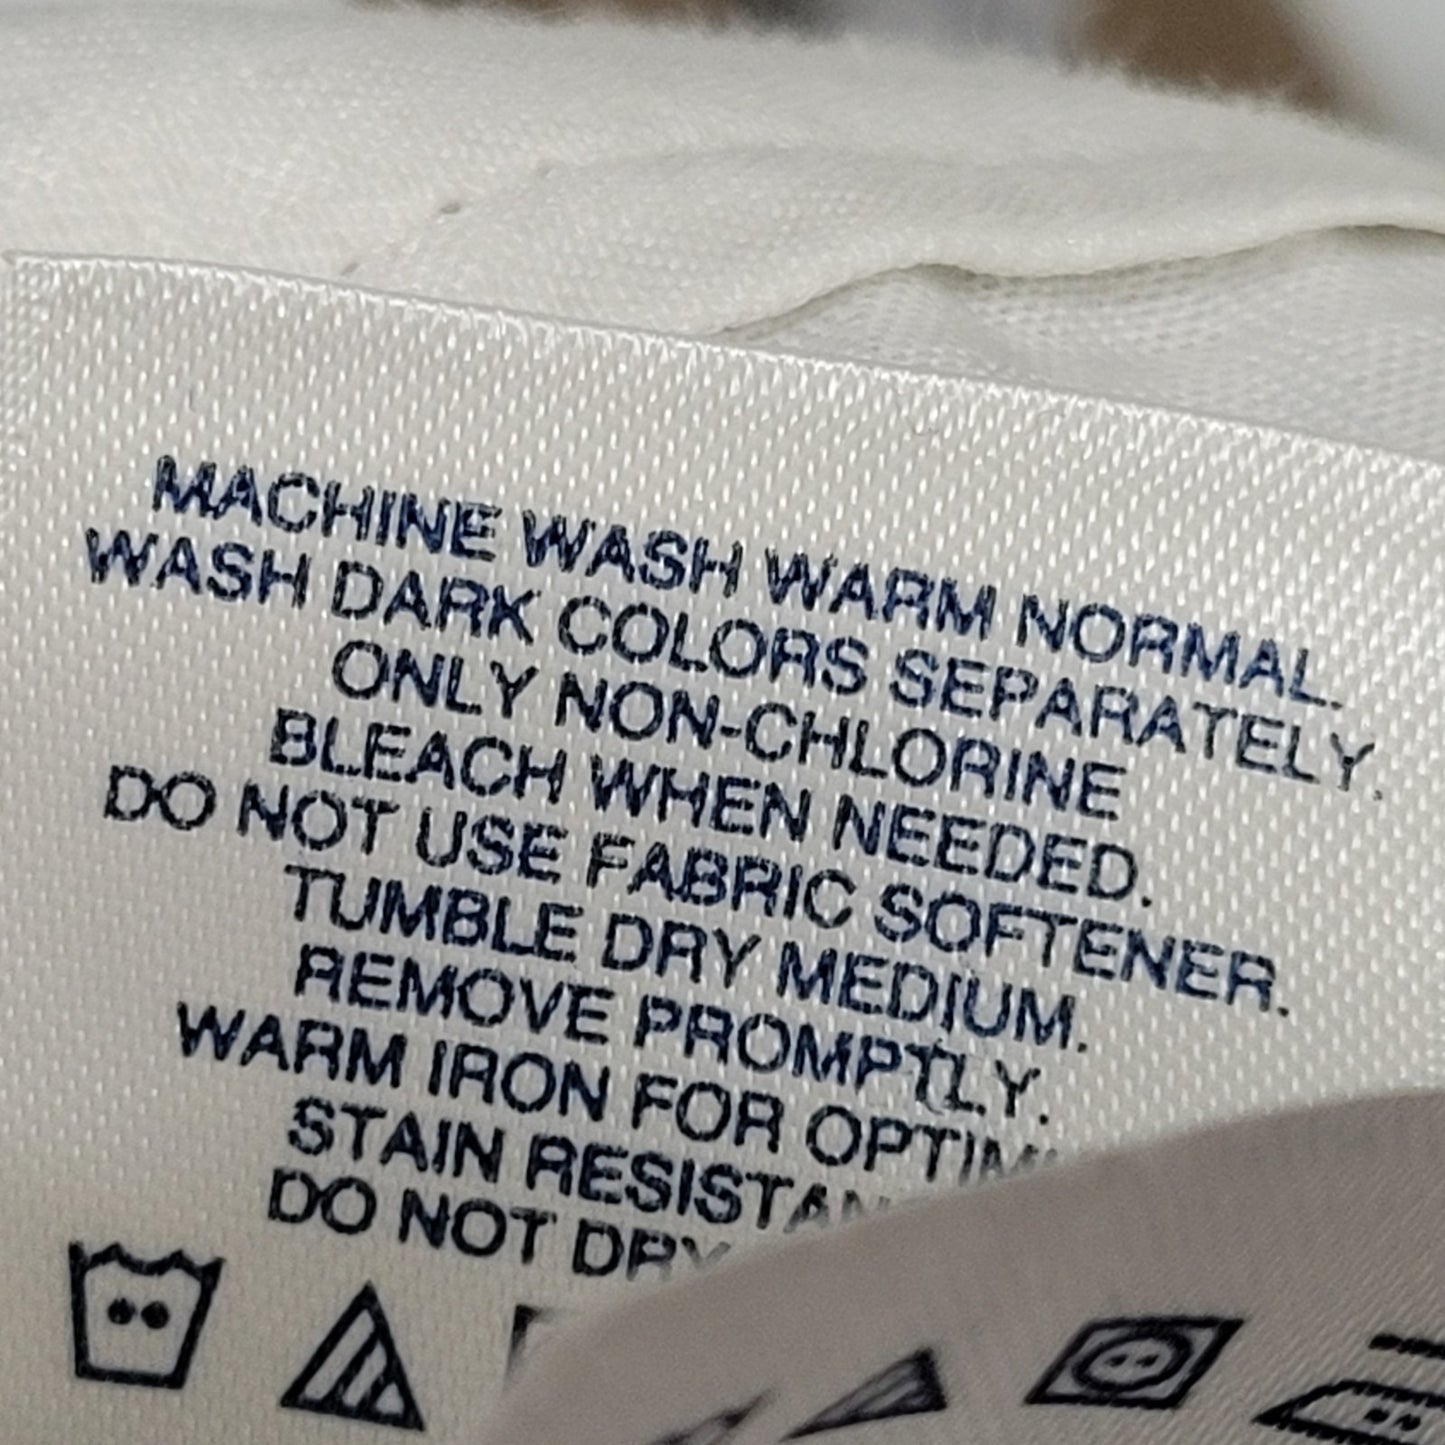 MACHINE WASH WARM NORMAL.
WASH DARK COLORS SEPARATELY.
ONLY NON-CHLORINE
BLEACH WHEN NEEDED.
DO NOT USE FABRIC SOFTENER.
TUMBLE DRY MEDIUM.
REMOVE PROMPTLY.
WARM IRON FOR
STAIN
DO NOT DRY